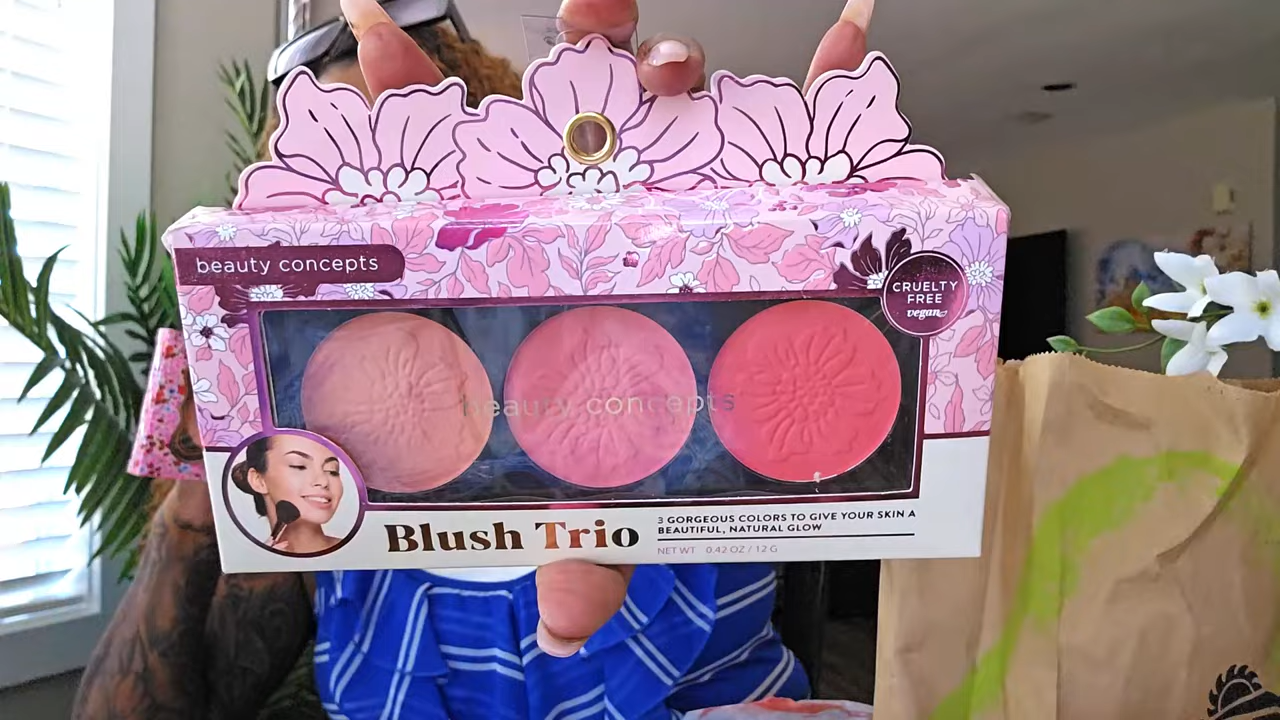 beauty concepts
CRUELTY
FREE
vegan
beauty concepts
Blush Trio
3 GORGEOUS COLORS TO GIVE YOUR SKIN A
BEAUTIFUL, NATURAL GLOW
NET WT 0.42 OZ / 12 G